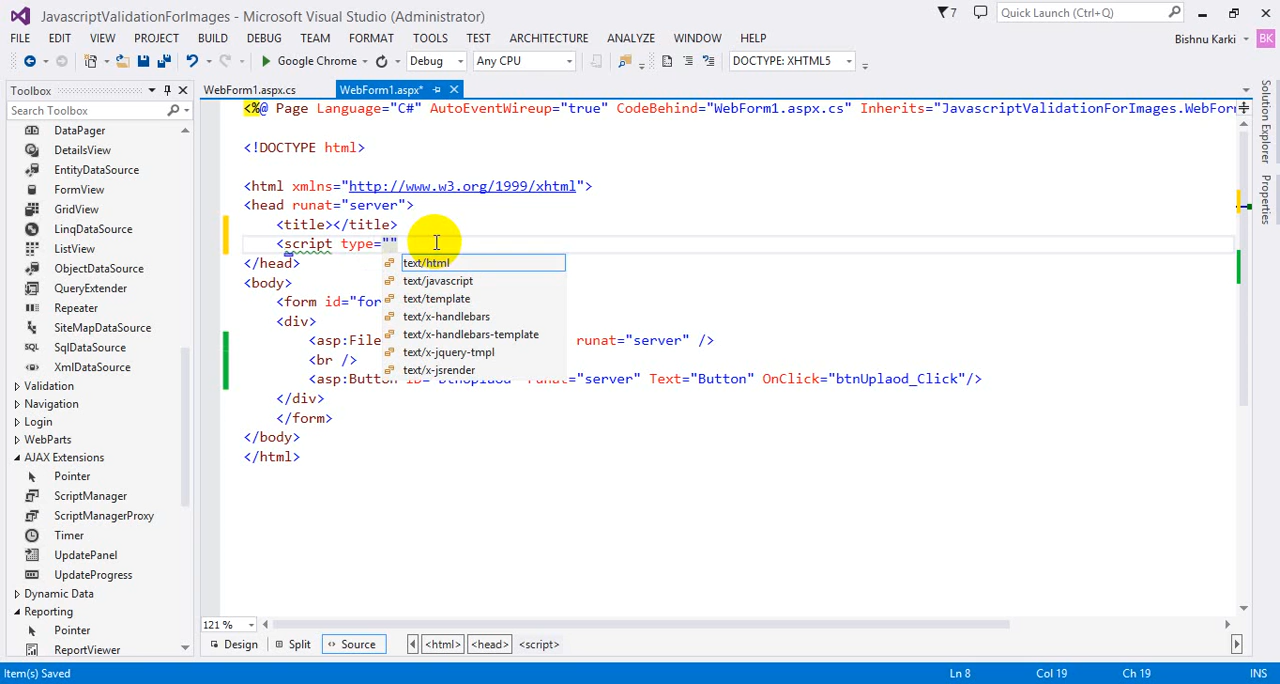 JavascriptValidationForImages - Microsoft Visual Studio (Administrator)
7
Quick Launch (Ctrl+Q)
FILE EDIT VIEW PROJECT BUILD DEBUG TEAM FORMAT TOOLS TEST ARCHITECTURE ANALYZE WINDOW HELP
Bishnu Karki BK
Google Chrome Debug Any CPU DOCTYPE: XHTML5
Toolbox
WebForm1.aspx.cs WebForm1.aspx*
Search Toolbox
DataPager
DetailsView
EntityDataSource
FormView
GridView
LinqDataSource
ListView
ObjectDataSource
QueryExtender
Repeater
SiteMapDataSource
SqlDataSource
XmlDataSource
Validation
Navigation
Login
WebParts
AJAX Extensions
Pointer
ScriptManager
ScriptManagerProxy
Timer
UpdatePanel
UpdateProgress
Dynamic Data
Reporting
Pointer
ReportViewer
<%@ Page Language="C#" AutoEventWireup="true" CodeBehind="WebForm1.aspx.cs" Inherits="JavascriptValidationForImages.WebForm
<!DOCTYPE html>
<html xmlns="http://www.w3.org/1999/xhtml">
<head runat="server">
<title></title>
<script type=""
</head>
<body>
<form id="for
<div>
<asp:File runat="server" />
<br />
<asp:Button ID="btnUplaod" runat="server" Text="Button" OnClick="btnUplaod_Click"/>
</div>
</form>
</body>
</html>
text/html
text/javascript
text/template
text/x-handlebars
text/x-handlebars-template
text/x-jquery-tmpl
text/x-jsrender
Solution Explorer
Properties
121 %
Design Split Source <html> <head> <script>
Item(s) Saved Ln 8 Col 19 Ch 19 INS